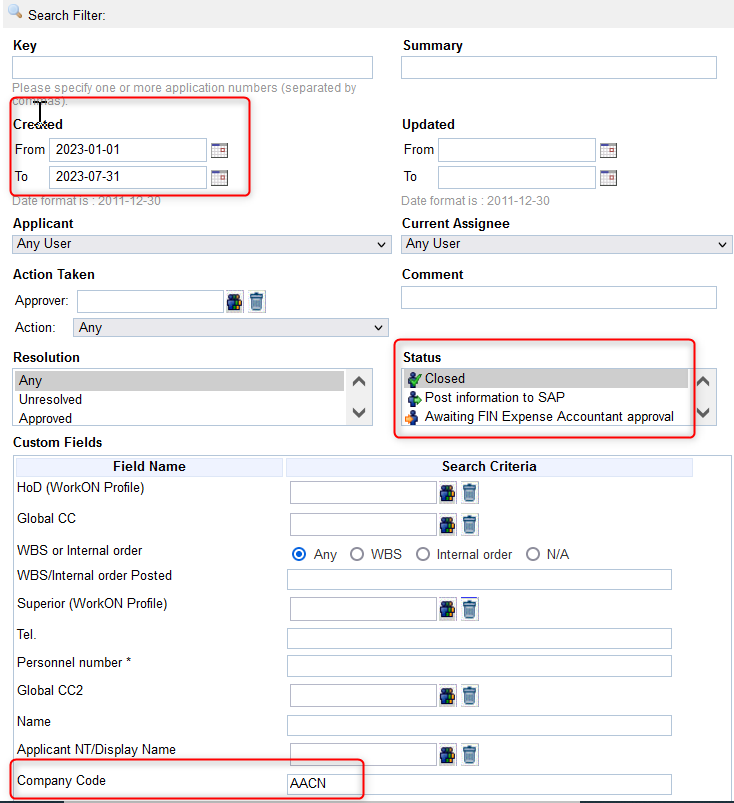 Search Filter:
Key Summary
Please specify one or more application numbers (separated by
commas).
Created Updated
From 2023-01-01 From
To 2023-07-31 To
Date format is : 2011-12-30 Date format is : 2011-12-30
Applicant Current Assignee
Any User Any User
Action Taken Comment
Approver:
Action: Any
Resolution Status
Any Closed
Unresolved Post information to SAP
Approved Awaiting FIN Expense Accountant approval
Custom Fields
Field Name Search Criteria
HoD (WorkON Profile)
Global CC
WBS or Internal order Any WBS Internal order N/A
WBS/Internal order Posted
Superior (WorkON Profile)
Tel.
Personnel number *
Global CC2
Name
Applicant NT/Display Name
Company Code AACN